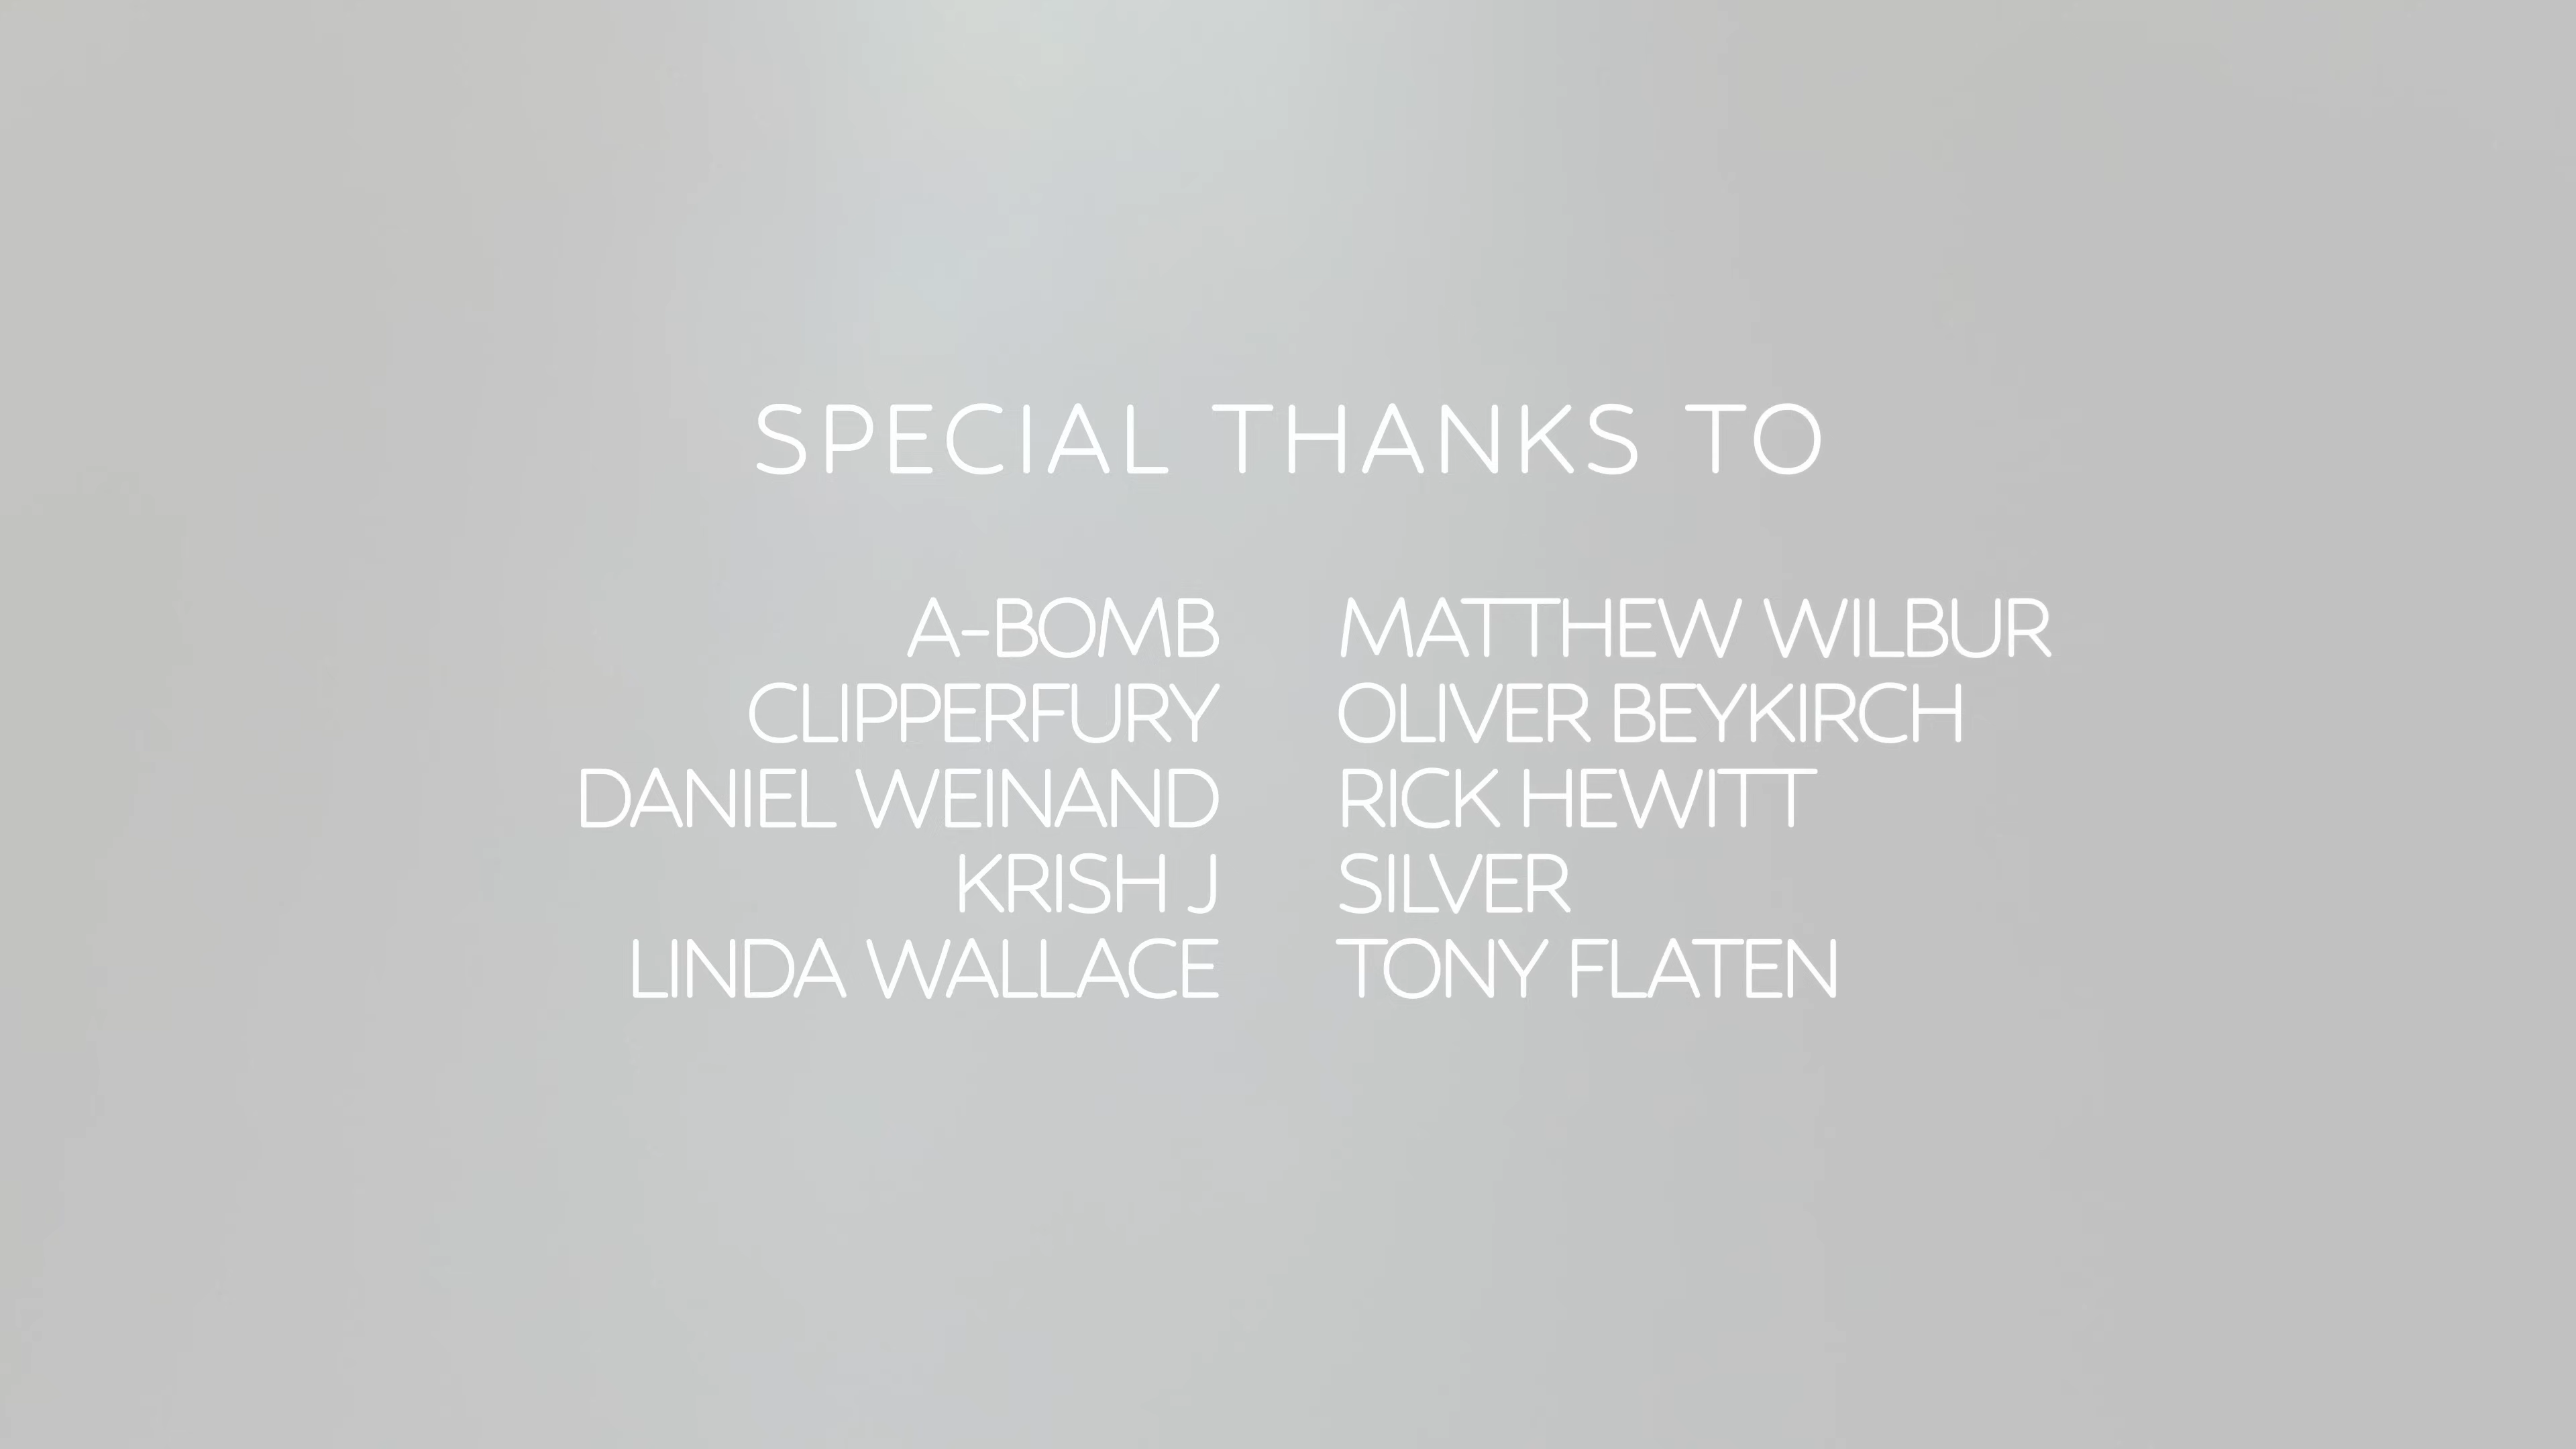 SPECIAL THANKS TO
A-BOMB
CLIPPERFURY
DANIEL WEINAND
KRISH J
LINDA WALLACE
MATTHEW WILBUR
OLIVER BEYKIRCH
RICK HEWITT
SILVER
TONY FLATEN